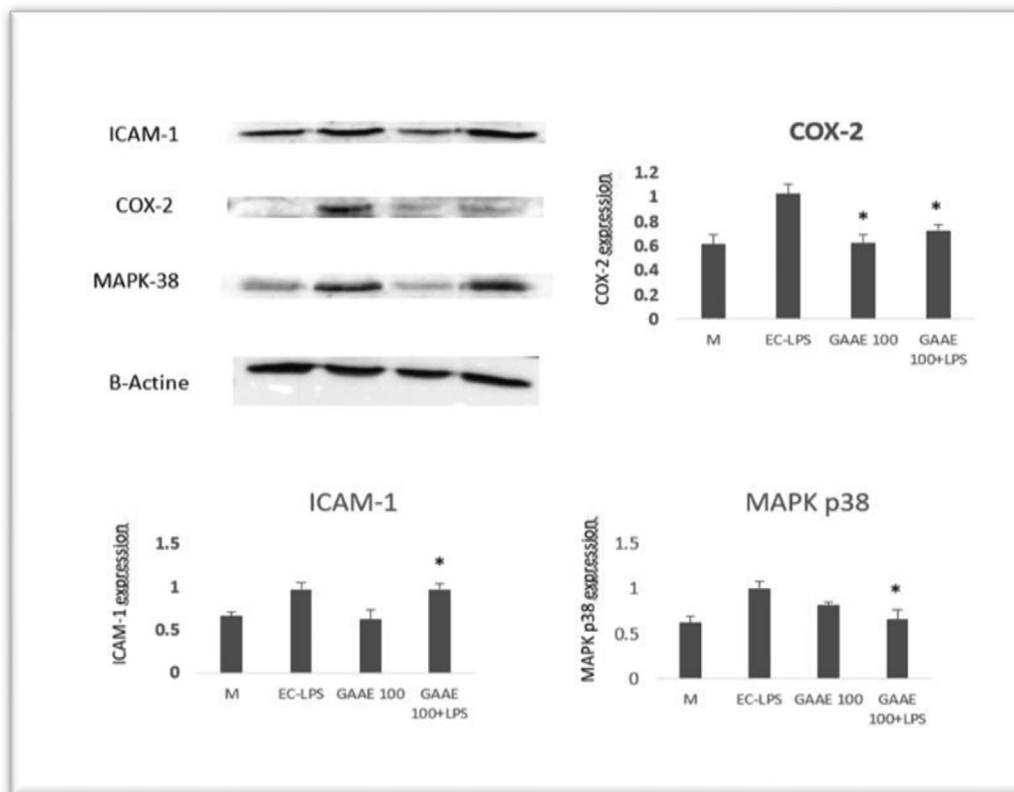 ICAM-1
COX-2
MAPK-38
B-Actine
COX-2
COX-2 expression
1.2
1
0.8
0.6
0.4
0.2
0
*
*
M
EC-LPS
GAAE 100
GAAE
100+LPS
ICAM-1
ICAM-1 expression
1.5
1
0.5
0
*
M
EC-LPS
GAAE 100
GAAE
100+LPS
MAPK p38
MAPK p38 expression
1.5
1
0.5
0
*
M
EC-LPS
GAAE 100
GAAE
100+LPS